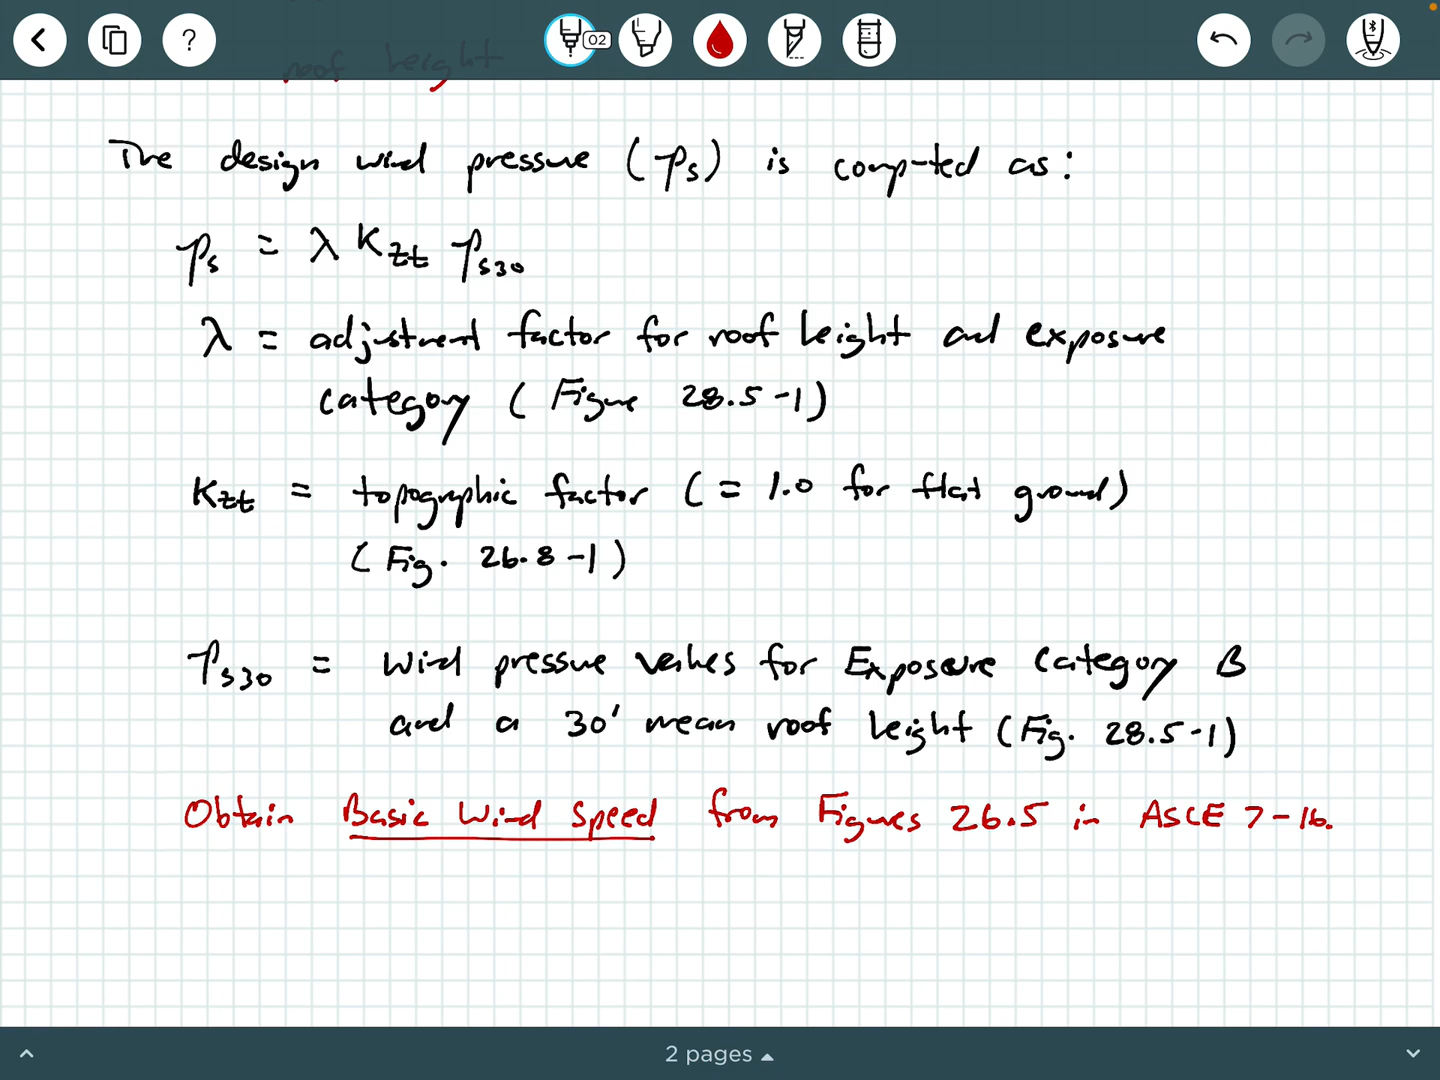 ?
02
roof height
The design wind pressure (ps) is computed as:
ps = λ Kzt ps30
λ = adjustment factor for roof height and exposure
category (Figure 28.5-1)
Kzt = topographic factor (= 1.0 for flat ground)
(Fig. 26.8-1)
ps30 = wind pressure values for Exposure Category B
and a 30' mean roof height (Fig. 28.5-1)
Obtain Basic Wind Speed from Figures 26.5 in ASCE 7-16.
2 pages